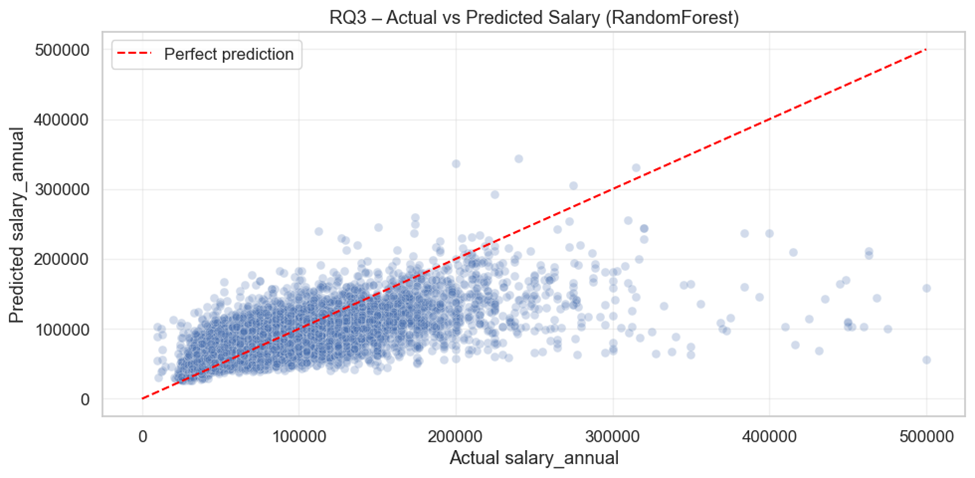 RQ3 – Actual vs Predicted Salary (RandomForest)
Perfect prediction
Predicted salary_annual
500000
400000
300000
200000
100000
0
0 100000 200000 300000 400000 500000
Actual salary_annual